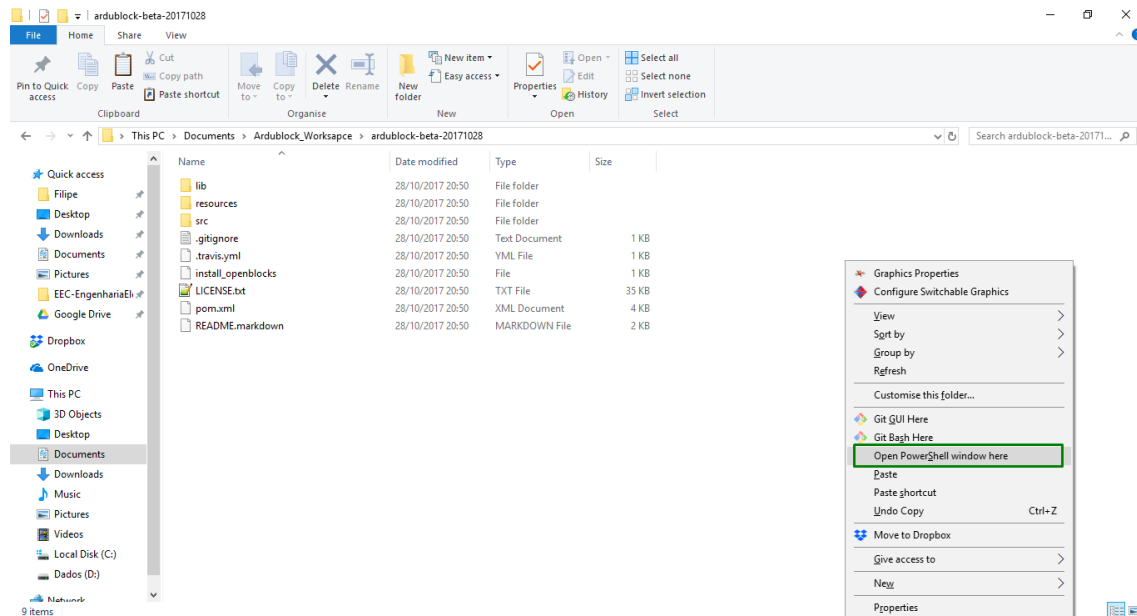 ardublock-beta-20171028
File Home Share View
Pin to Quick access
Copy
Paste
Cut
Copy path
Paste shortcut
Clipboard
Move to
Copy to
Delete
Rename
Organise
New folder
New item
Easy access
New
Properties
Open
Edit
History
Open
Select all
Select none
Invert selection
Select
This PC > Documents > Ardublock_Worksapce > ardublock-beta-20171028
Search ardublock-beta-20171...
Quick access
Filipe
Desktop
Downloads
Documents
Pictures
EEC-EngenhariaEle
Google Drive
Dropbox
OneDrive
This PC
3D Objects
Desktop
Documents
Downloads
Music
Pictures
Videos
Local Disk (C:)
Dados (D:)
Network
Name Date modified Type Size
lib 28/10/2017 20:50 File folder
resources 28/10/2017 20:50 File folder
src 28/10/2017 20:50 File folder
.gitignore 28/10/2017 20:50 Text Document 1 KB
.travis.yml 28/10/2017 20:50 YML File 1 KB
install_openblocks 28/10/2017 20:50 File 1 KB
LICENSE.txt 28/10/2017 20:50 TXT File 35 KB
pom.xml 28/10/2017 20:50 XML Document 4 KB
README.markdown 28/10/2017 20:50 MARKDOWN File 2 KB
Graphics Properties
Configure Switchable Graphics
View
Sort by
Group by
Refresh
Customise this folder...
Git GUI Here
Git Bash Here
Open PowerShell window here
Paste
Paste shortcut
Undo Copy Ctrl+Z
Move to Dropbox
Give access to
New
Properties
9 items